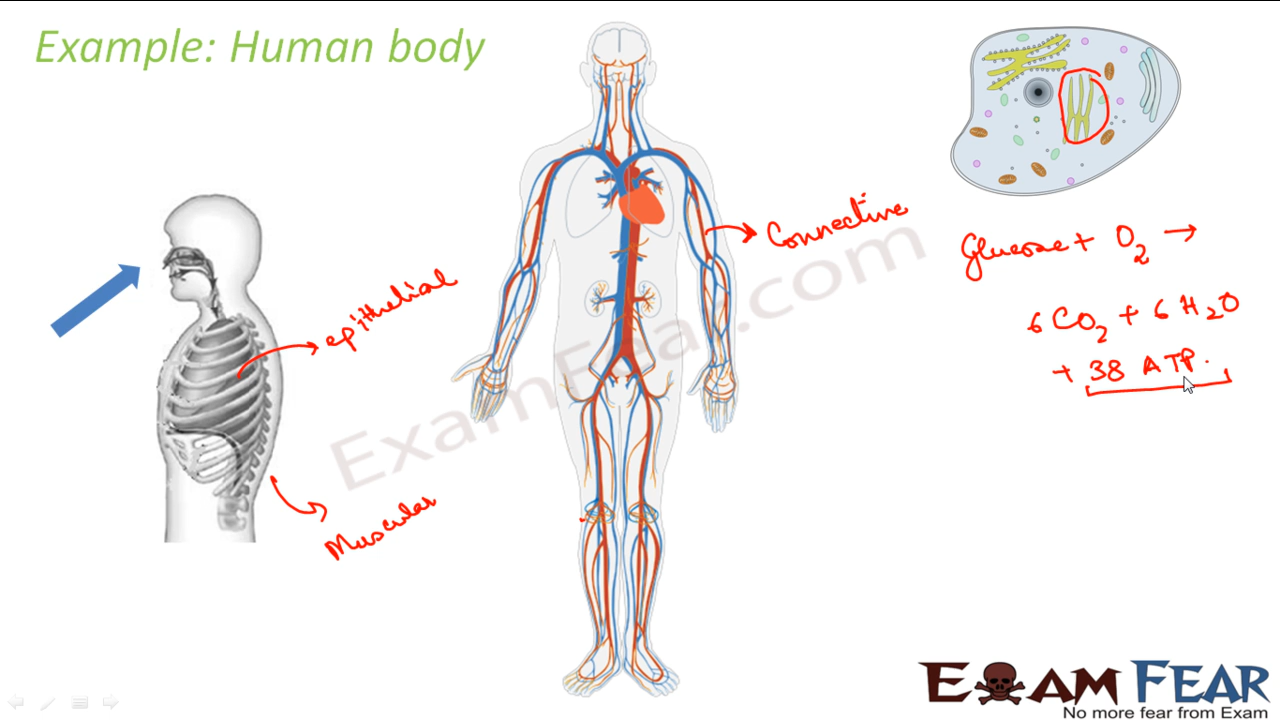 Example: Human body
epithelial
Muscular
Connective
Glucose + O2 →
6 CO2 + 6 H2O
+ 38 ATP.
ExamFear.com
EXAM FEAR
No more fear from Exam